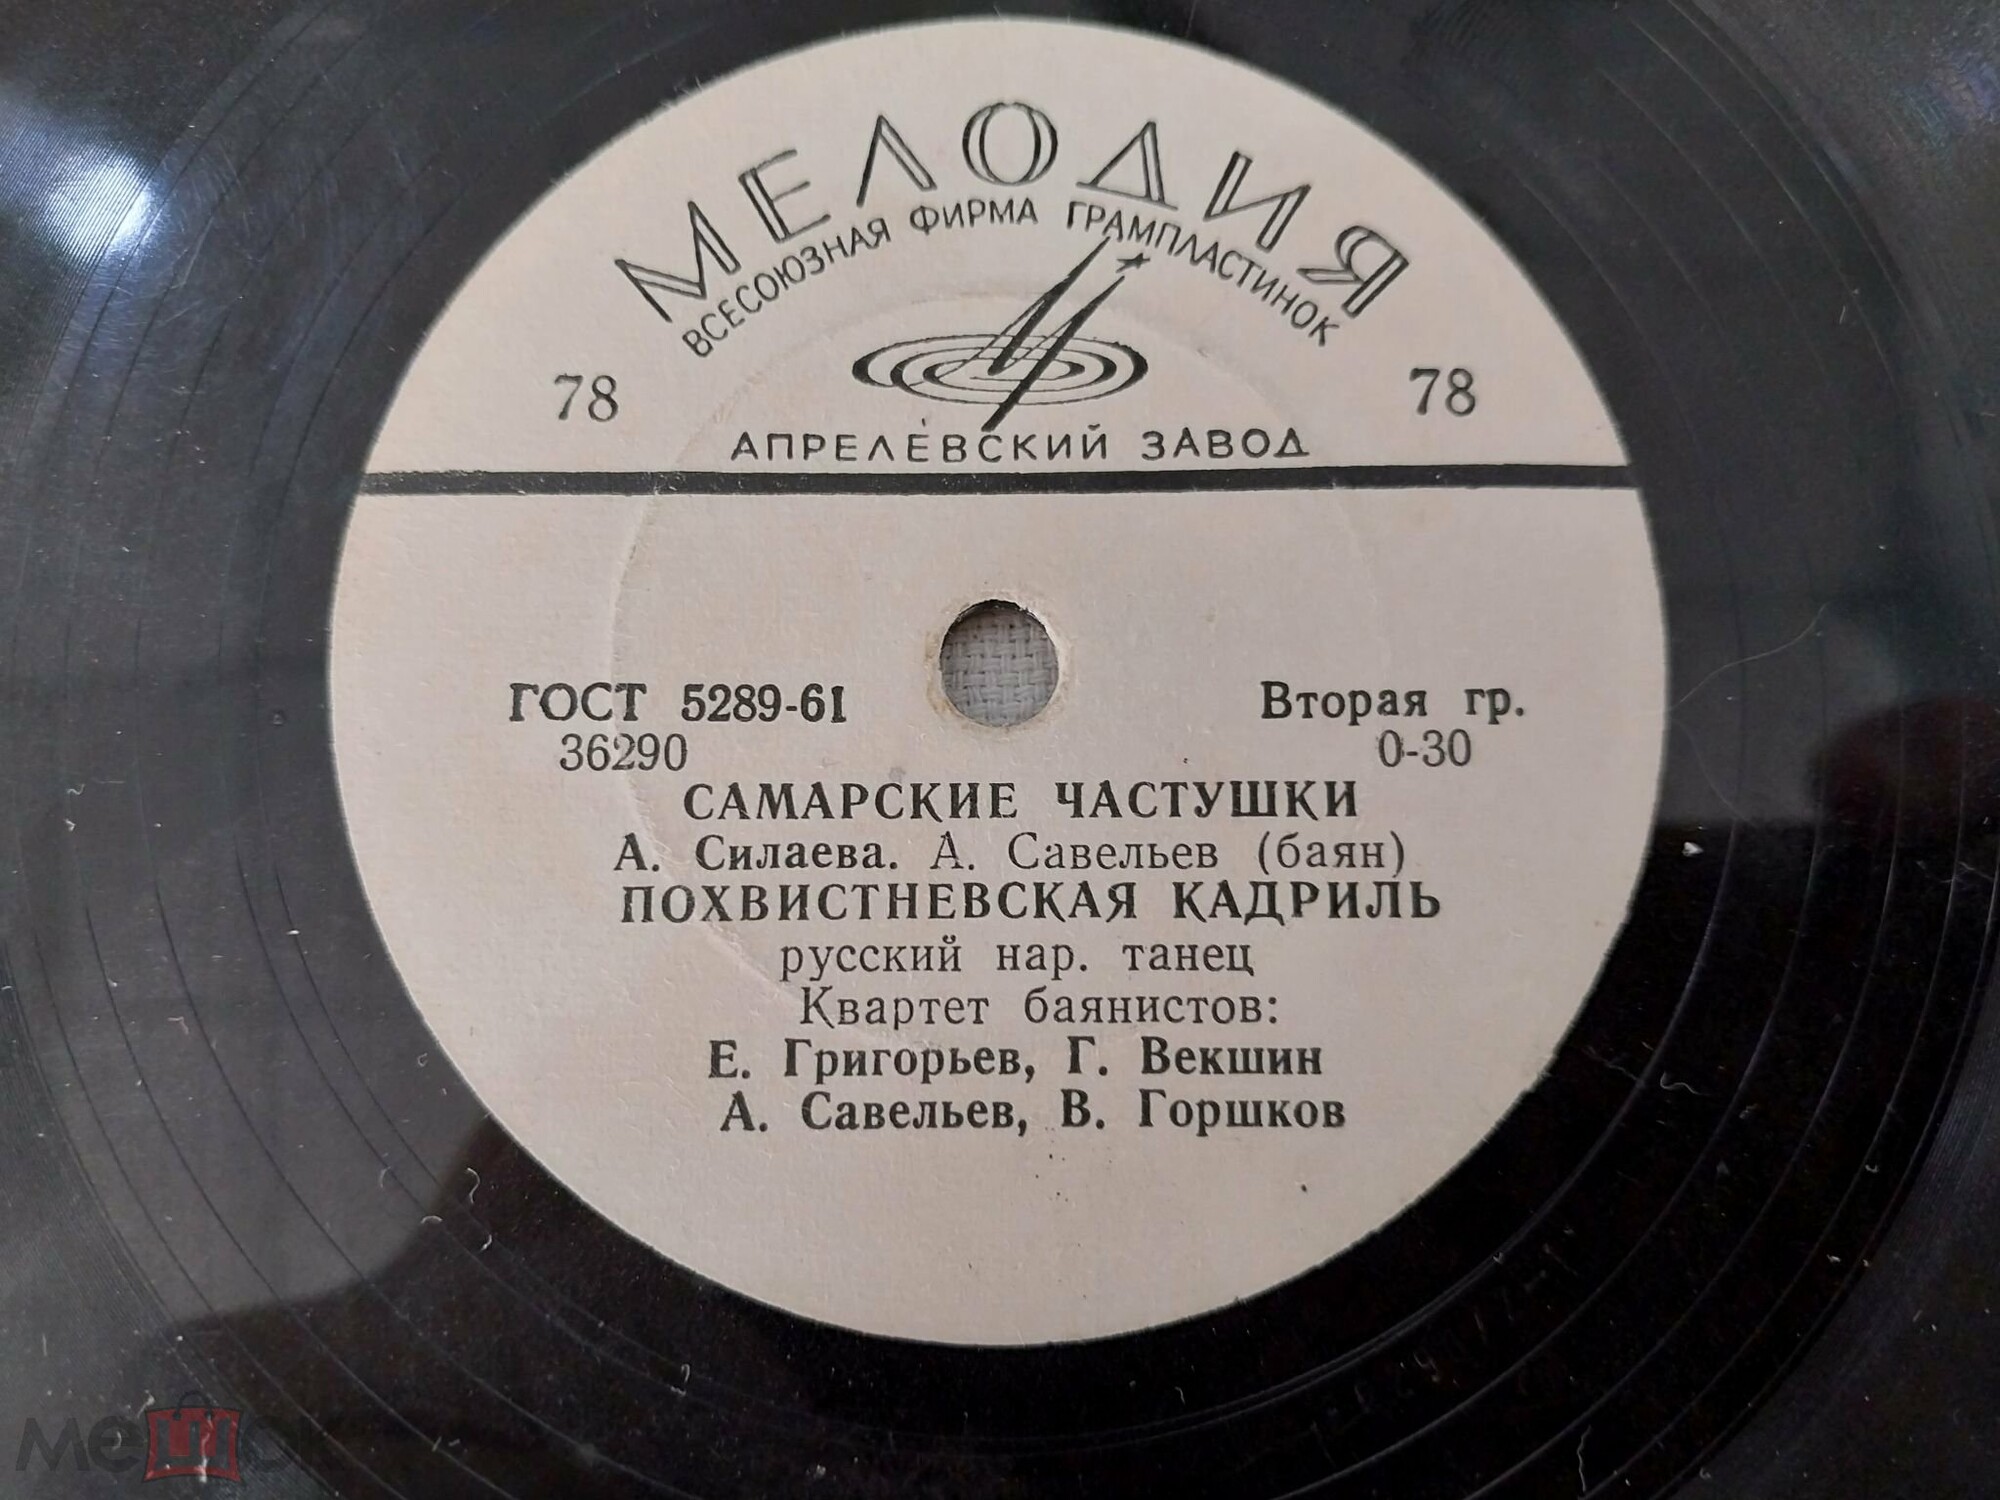 МЕЛОДИЯ
ВСЕСОЮЗНАЯ ФИРМА ГРАМПЛАСТИНОК
78 78
АПРЕЛЕВСКИЙ ЗАВОД
ГОСТ 5289-61 Вторая гр.
36290 0-30
САМАРСКИЕ ЧАСТУШКИ
А. Силаева. А. Савельев (баян)
ПОХВИСТНЕВСКАЯ КАДРИЛЬ
русский нар. танец
Квартет баянистов:
Е. Григорьев, Г. Векшин
А. Савельев, В. Горшков
мешок